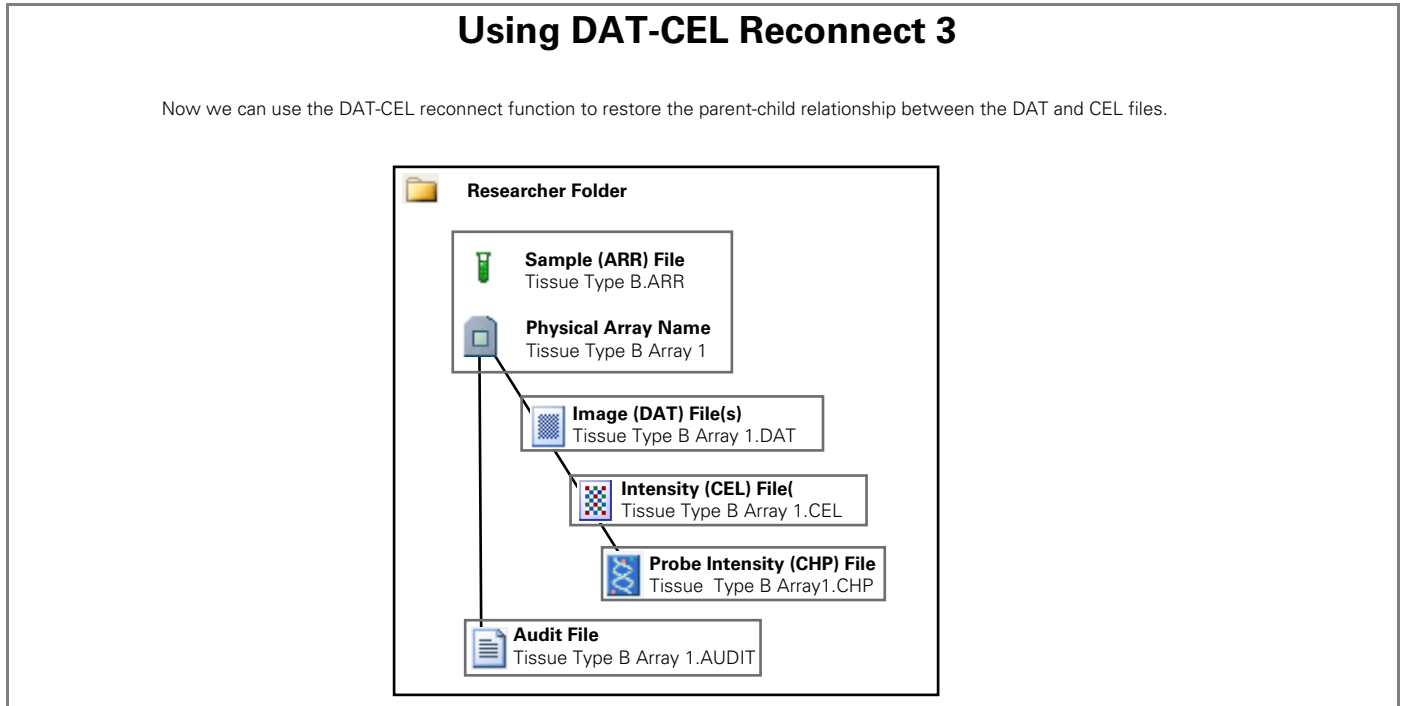 Using DAT-CEL Reconnect 3
Now we can use the DAT-CEL reconnect function to restore the parent-child relationship between the DAT and CEL files.
Researcher Folder
Sample (ARR) File
Tissue Type B.ARR
Physical Array Name
Tissue Type B Array 1
Image (DAT) File(s)
Tissue Type B Array 1.DAT
Intensity (CEL) File(
Tissue Type B Array 1.CEL
Probe Intensity (CHP) File
Tissue  Type B Array1.CHP
Audit File
Tissue Type B Array 1.AUDIT